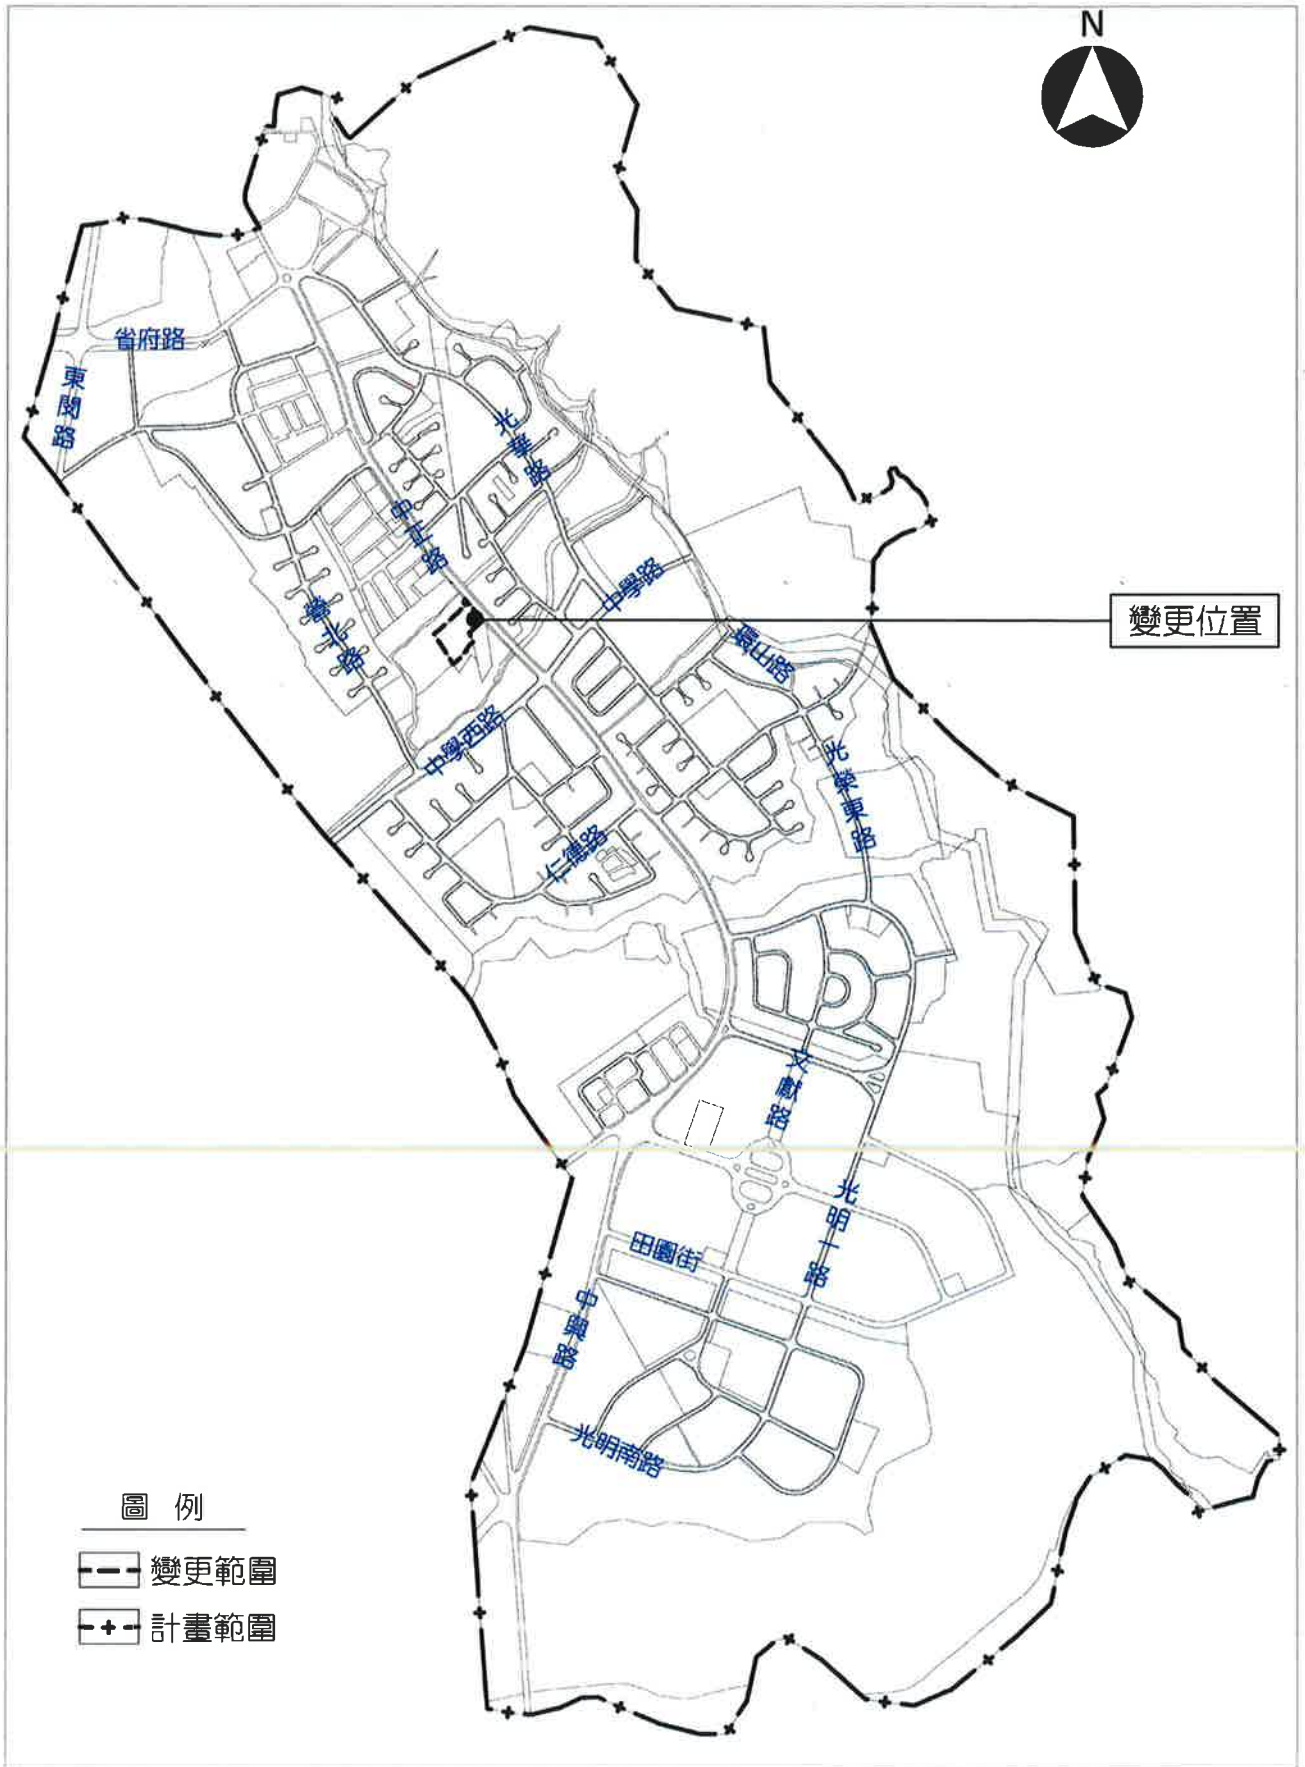 N
省府路
東閔路
光華路
中正路
中學路
變更位置
營北路
環山路
中學西路
光榮東路
仁德路
文獻路
光明一路
田園街
中興路
光明南路
圖 例
變更範圍
計畫範圍